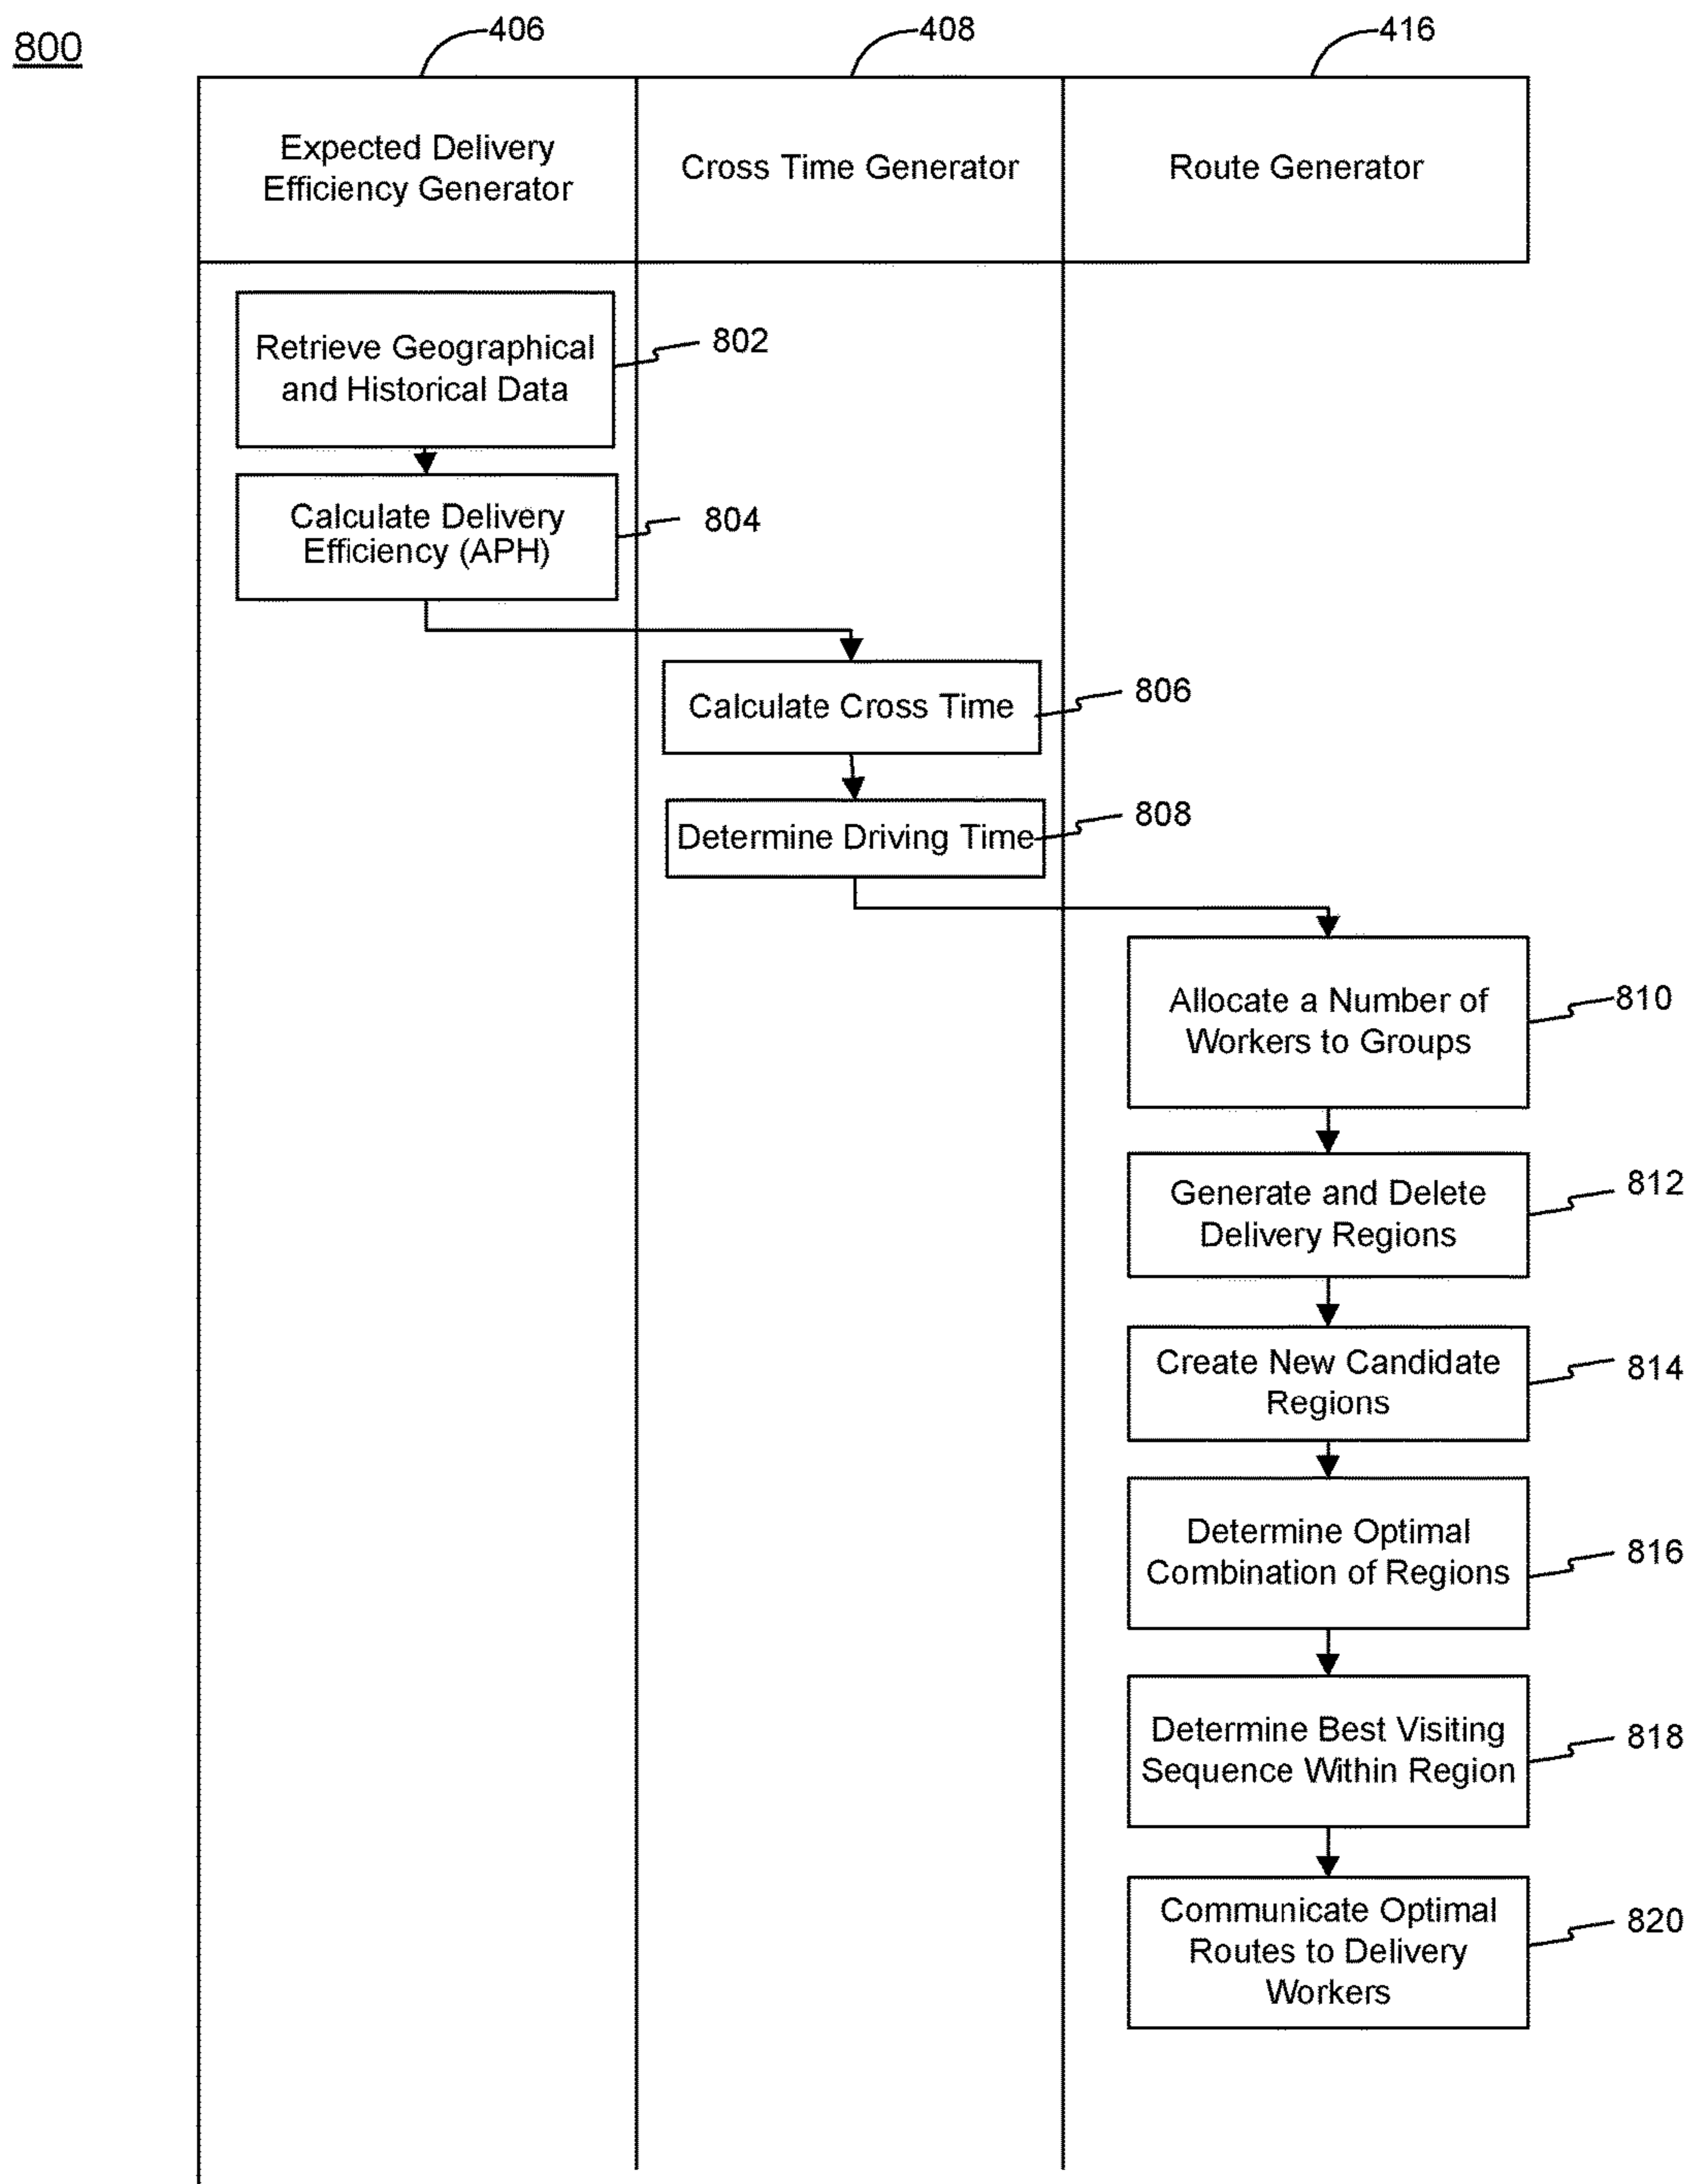 800
406
408
416
Expected Delivery
Efficiency Generator
Cross Time Generator
Route Generator
Retrieve Geographical
and Historical Data
802
Calculate Delivery
Efficiency (APH)
804
Calculate Cross Time
806
Determine Driving Time
808
Allocate a Number of
Workers to Groups
810
Generate and Delete
Delivery Regions
812
Create New Candidate
Regions
814
Determine Optimal
Combination of Regions
816
Determine Best Visiting
Sequence Within Region
818
Communicate Optimal
Routes to Delivery
Workers
820